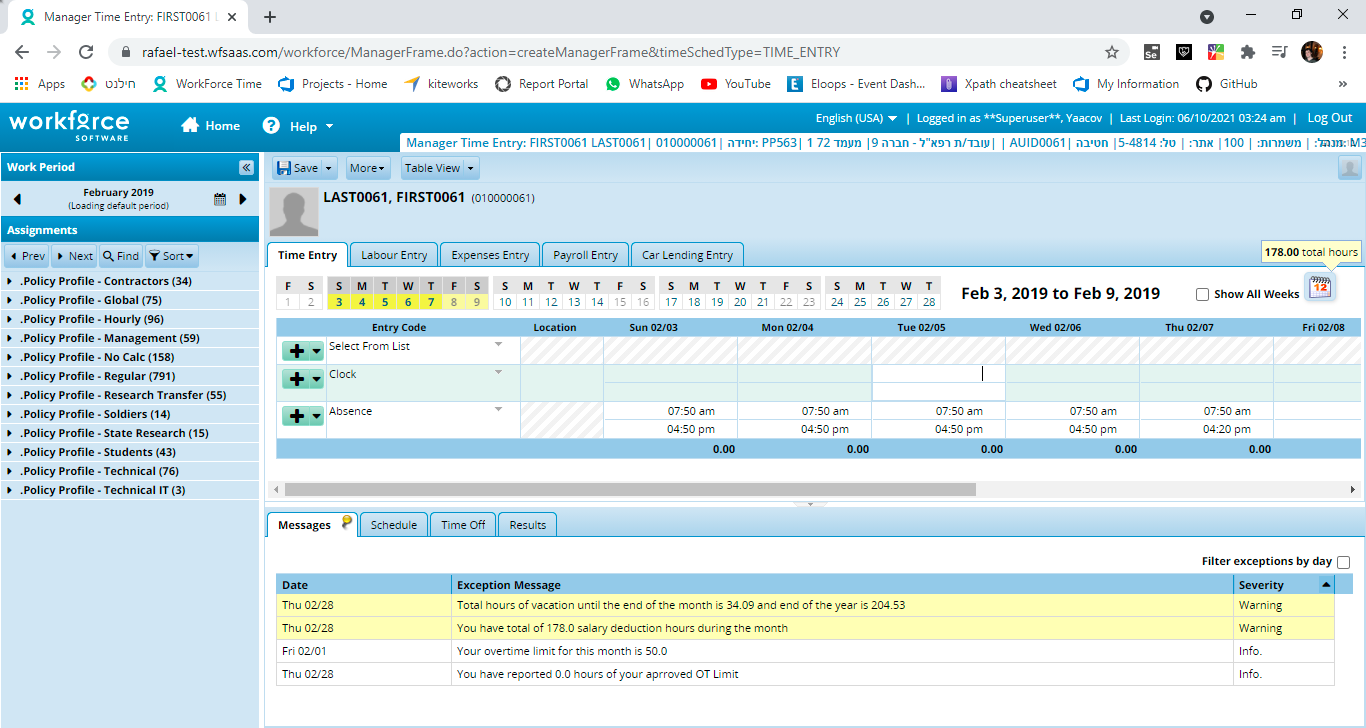 Manager Time Entry: FIRST0061 L
rafael-test.wfsaas.com/workforce/ManagerFrame.do?action=createManagerFrame&timeSchedType=TIME_ENTRY
Apps חילנט WorkForce Time Projects - Home kiteworks Report Portal WhatsApp YouTube Eloops - Event Dash... Xpath cheatsheet My Information GitHub »
workforce SOFTWARE Home Help English (USA) | Logged in as **Superuser**, Yaacov | Last Login: 06/10/2021 03:24 am | Log Out
Manager Time Entry: FIRST0061 LAST0061| 010000061| יחידה: PP563| 1 72 עובד/ת רפא"ל - חברה 9| מעמד| | AUID0061| מנהל: | משמרות: | 100| אתר: | טל: 5-4814| חטיבה
Work Period «
Save More Table View
February 2019
(Loading default period)
LAST0061, FIRST0061 (010000061)
Assignments
Prev Next Find Sort
.Policy Profile - Contractors (34)
.Policy Profile - Global (75)
.Policy Profile - Hourly (96)
.Policy Profile - Management (59)
.Policy Profile - No Calc (158)
.Policy Profile - Regular (791)
.Policy Profile - Research Transfer (55)
.Policy Profile - Soldiers (14)
.Policy Profile - State Research (15)
.Policy Profile - Students (43)
.Policy Profile - Technical (76)
.Policy Profile - Technical IT (3)
Time Entry Labour Entry Expenses Entry Payroll Entry Car Lending Entry
178.00 total hours
F S S M T W T F S S M T W T F S S M T W T F S S M T W T
1 2 3 4 5 6 7 8 9 10 11 12 13 14 15 16 17 18 19 20 21 22 23 24 25 26 27 28
Feb 3, 2019 to Feb 9, 2019 Show All Weeks 12
Entry Code Location Sun 02/03 Mon 02/04 Tue 02/05 Wed 02/06 Thu 02/07 Fri 02/08
Select From List
Clock
Absence 07:50 am 07:50 am 07:50 am 07:50 am 07:50 am
04:50 pm 04:50 pm 04:50 pm 04:50 pm 04:20 pm
0.00 0.00 0.00 0.00 0.00
Messages Schedule Time Off Results
Filter exceptions by day
Date Exception Message Severity
Thu 02/28 Total hours of vacation until the end of the month is 34.09 and end of the year is 204.53 Warning
Thu 02/28 You have total of 178.0 salary deduction hours during the month Warning
Fri 02/01 Your overtime limit for this month is 50.0 Info.
Thu 02/28 You have reported 0.0 hours of your aprroved OT Limit Info.